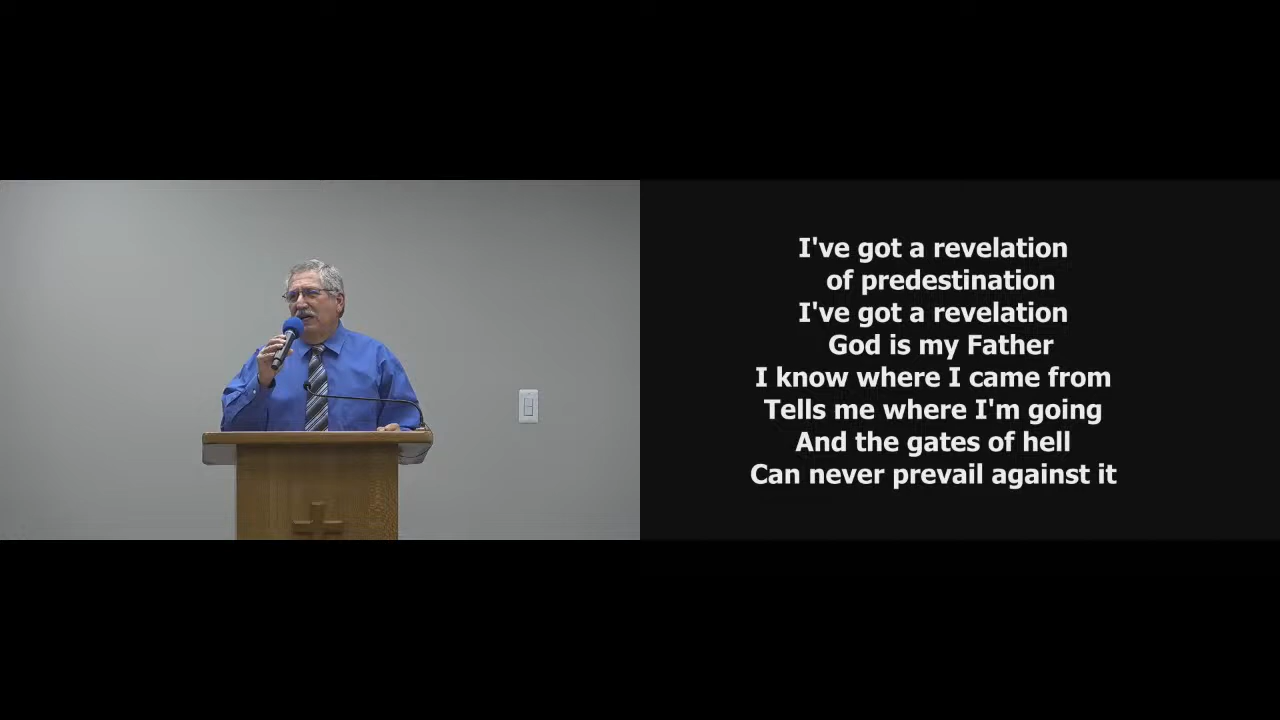 I've got a revelation
of predestination
I've got a revelation
God is my Father
I know where I came from
Tells me where I'm going
And the gates of hell
Can never prevail against it